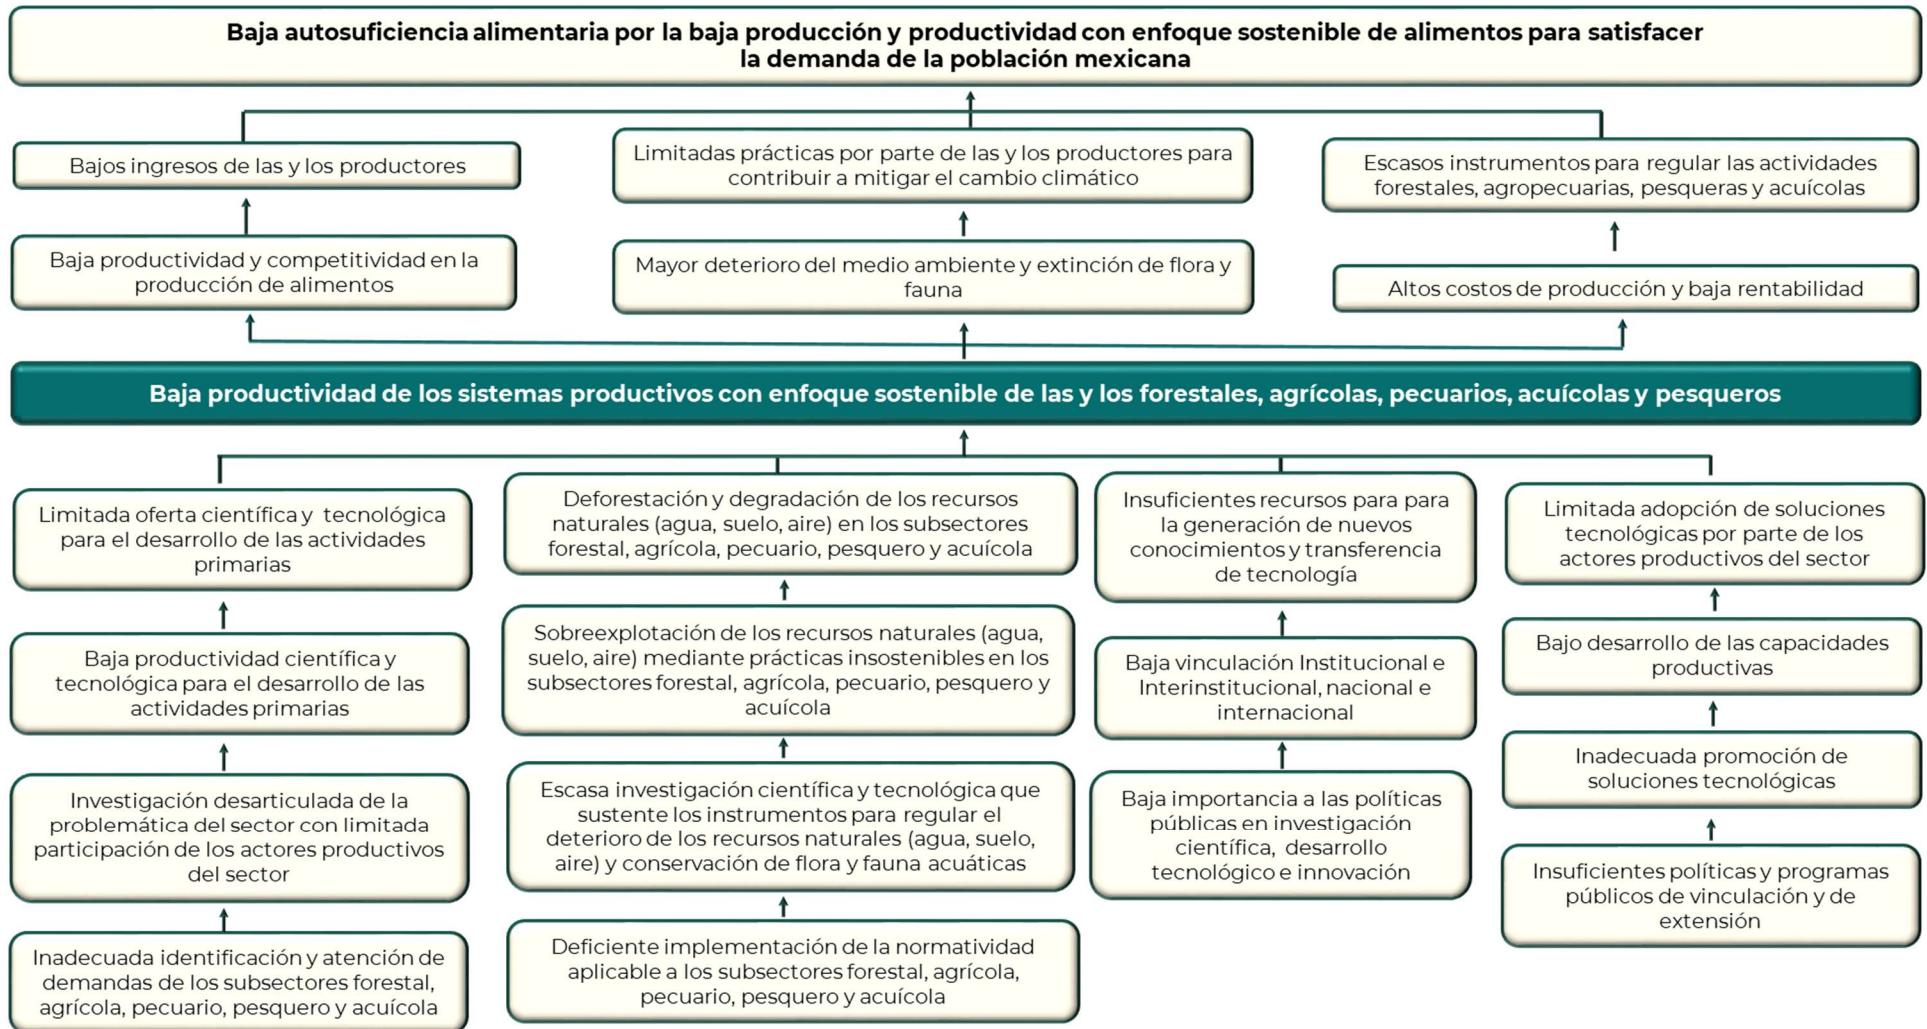 Baja autosuficiencia alimentaria por la baja producción y productividad con enfoque sostenible de alimentos para satisfacer
la demanda de la población mexicana
Bajos ingresos de las y los productores
Limitadas prácticas por parte de las y los productores para
contribuir a mitigar el cambio climático
Escasos instrumentos para regular las actividades
forestales, agropecuarias, pesqueras y acuícolas
Baja productividad y competitividad en la
producción de alimentos
Mayor deterioro del medio ambiente y extinción de flora y
fauna
Altos costos de producción y baja rentabilidad
Baja productividad de los sistemas productivos con enfoque sostenible de las y los forestales, agrícolas, pecuarios, acuícolas y pesqueros
Limitada oferta científica y tecnológica
para el desarrollo de las actividades
primarias
Deforestación y degradación de los recursos
naturales (agua, suelo, aire) en los subsectores
forestal, agrícola, pecuario, pesquero y acuícola
Insuficientes recursos para para
la generación de nuevos
conocimientos y transferencia
de tecnología
Limitada adopción de soluciones
tecnológicas por parte de los
actores productivos del sector
Baja productividad científica y
tecnológica para el desarrollo de las
actividades primarias
Sobreexplotación de los recursos naturales (agua,
suelo, aire) mediante prácticas insostenibles en los
subsectores forestal, agrícola, pecuario, pesquero y
acuícola
Baja vinculación Institucional e
Interinstitucional, nacional e
internacional
Bajo desarrollo de las capacidades
productivas
Investigación desarticulada de la
problemática del sector con limitada
participación de los actores productivos
del sector
Escasa investigación científica y tecnológica que
sustente los instrumentos para regular el
deterioro de los recursos naturales (agua, suelo,
aire) y conservación de flora y fauna acuáticas
Baja importancia a las políticas
públicas en investigación
científica, desarrollo
tecnológico e innovación
Inadecuada promoción de
soluciones tecnológicas
Inadecuada identificación y atención de
demandas de los subsectores forestal,
agrícola, pecuario, pesquero y acuícola
Deficiente implementación de la normatividad
aplicable a los subsectores forestal, agrícola,
pecuario, pesquero y acuícola
Insuficientes políticas y programas
públicos de vinculación y de
extensión